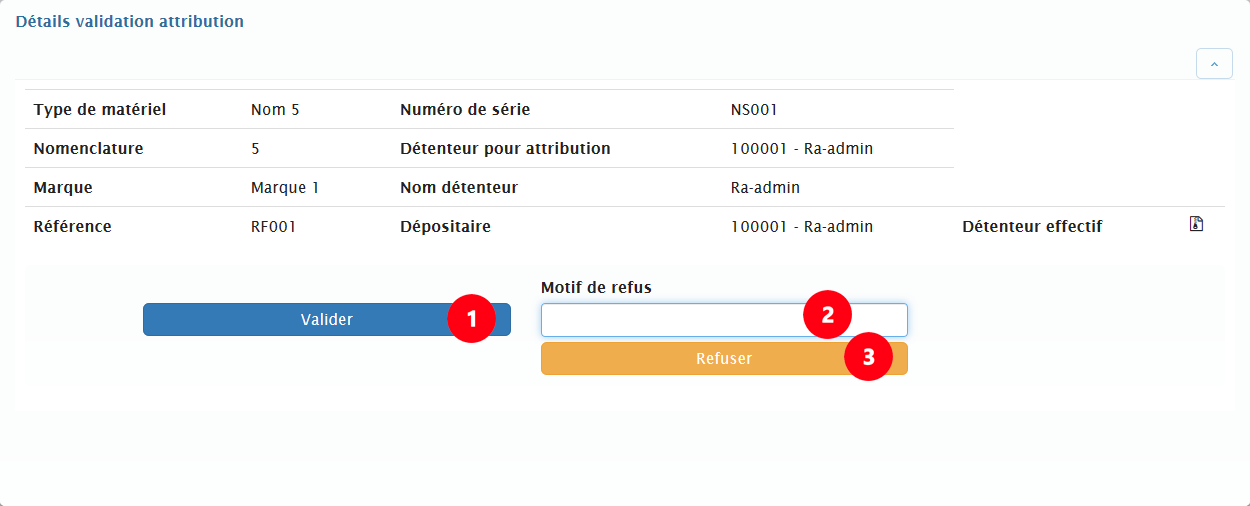 Détails validation attribution
Type de matériel Nom 5 Numéro de série NS001
Nomenclature 5 Détenteur pour attribution 100001 - Ra-admin
Marque Marque 1 Nom détenteur Ra-admin
Référence RF001 Dépositaire 100001 - Ra-admin Détenteur effectif
Motif de refus
Valider 1 2
Refuser 3